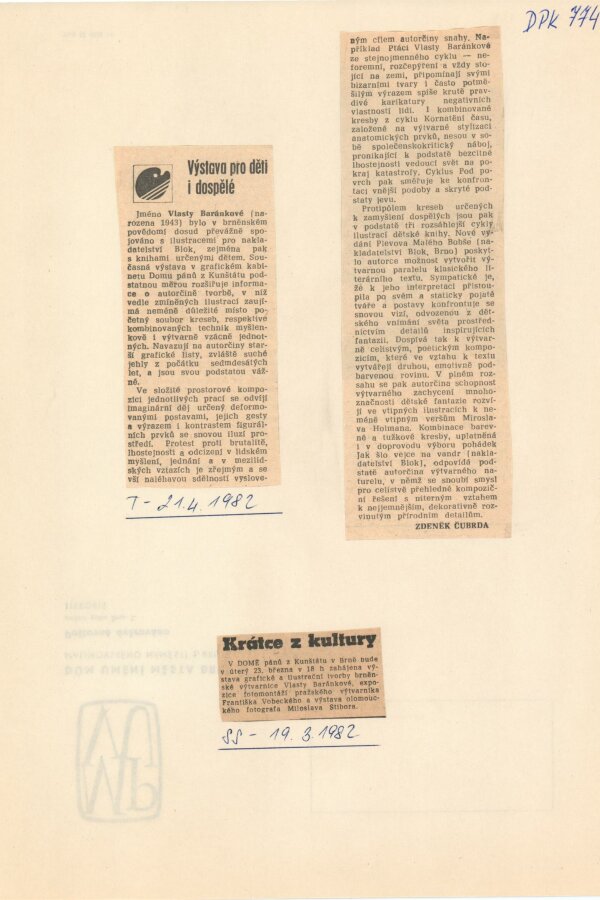 DPK 774
Výstava pro děti
i dospělé
Jméno Vlasty Baránkové (na-
rozena 1943) bylo v brněnském
povědomí dosud převážně spo-
jováno s ilustracemi pro nakla-
datelství Blok, zejména pak
s knihami určenými dětem. Sou-
časná výstava v grafickém kabi-
netu Domu pánů z Kunštátu pod-
statnou měrou rozšiřuje informa-
ce o autorčině tvorbě, v níž
vedle zmíněných ilustrací zaují-
má neméně důležité místo po-
četný soubor kreseb, respektive
kombinovaných technik myšlen-
kově i výtvarně vzácně jednot-
ných. Navazují na autorčiny star-
ší grafické listy, zvláště suché
jehly z počátku sedmdesátých
let, a jsou svou podstatou váž-
né.
Ve složité prostorové kompo-
zici jednotlivých prací se odvíjí
imaginární děj určený deformo-
vanými postavami, jejich gesty
a výrazem i kontrastem figurál-
ních prvků se snovou iluzí pro-
středí. Protest proti brutalitě,
lhostejnosti a odcizení v lidském
myšlení, jednání a v mezilid-
ských vztazích je zřejmým a se
vší naléhavou sdělností vyslove-
T - 21.4.1982
ným cílem autorčiny snahy. Na-
příklad Ptáci Vlasty Baránkové
ze stejnojmenného cyklu — ne-
foremní, rozčepýření a vždy sto-
jící na zemi, připomínají svými
bizarními tvary i často potmě-
šilým výrazem spíše krutě prav-
divé karikatury negativních
vlastností lidí. I kombinované
kresby z cyklu Kornatění času,
založené na výtvarné stylizaci
anatomických prvků, nesou v so-
bě společenskokritický náboj,
pronikající k podstatě bezcitné
lhostejnosti vedoucí svět na po-
kraj katastrofy. Cyklus Pod po-
vrch pak směřuje ke konfron-
taci vnější podoby a skryté pod-
staty jevu.
Protipólem kreseb určených
k zamyšlení dospělých jsou pak
v podstatě tři rozsáhlejší cykly
ilustrací dětské knihy. Nové vy-
dání Plevova Malého Bobše [na-
kladatelství Blok, Brno] poskyt-
lo autorce možnost vytvořit vý-
tvarnou paralelu klasického li-
terárního textu. Sympatické je,
že k jeho interpretaci přistou-
pila po svém a staticky pojaté
tváře a postavy konfrontuje se
snovou vizí, odvozenou z dět-
ského vnímání světa prostřed-
nictvím detailů inspirujících
fantazii. Dospívá tak k výtvar-
ně celistvým, poetickým kompo-
zicím, které ve vztahu k textu
vytvářejí druhou, emotivně pod-
barvenou rovinu. V plném roz-
sahu se pak autorčina schopnost
výtvarného zachycení mnoho-
značnosti dětské fantazie rozví-
jí ve vtipných ilustracích k ne-
méně vtipným veršům Mirosla-
va Holmana. Kombinace barev-
né a tužkové kresby, uplatněná
i v doprovodu výboru pohádek
Jak šlo vejce na vandr [nakla-
datelství Blok], odpovídá pod-
statě autorčina výtvarného na-
turelu, v němž se snoubí smysl
pro celistvě přehledné kompozič-
ní řešení s niterným vztahem
k nejjemnějším, dekorativně roz-
vinutým přírodním detailům.
ZDENĚK ČUBRDA
Krátce z kultury
V DOMĚ pánů z Kunštátu v Brně bude
v úterý 23. března v 18 h zahájena vý-
stava grafické a ilustrační tvorby brněn-
ské výtvarnice Vlasty Baránkové, expo-
zice fotomontáží pražského výtvarníka
Františka Vobeckého a výstava olomouc-
kého fotografa Miloslava Stibora.
SS - 19.3.1982